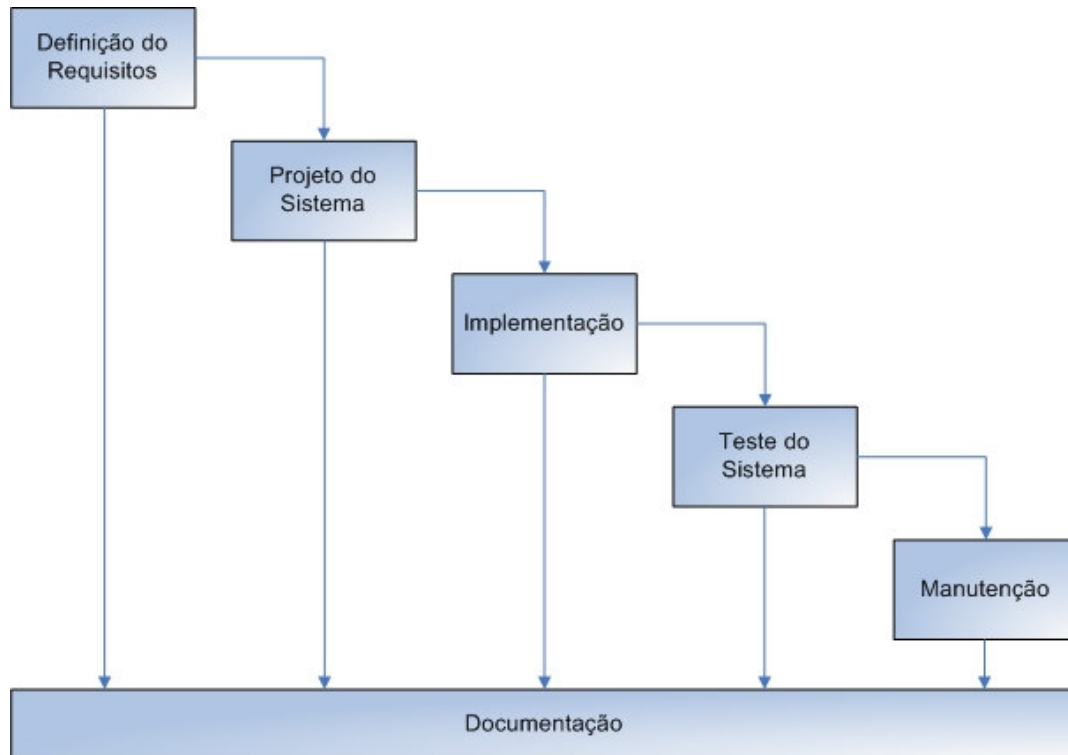 Definição do
Requisitos
Projeto do
Sistema
Implementação
Teste do
Sistema
Manutenção
Documentação